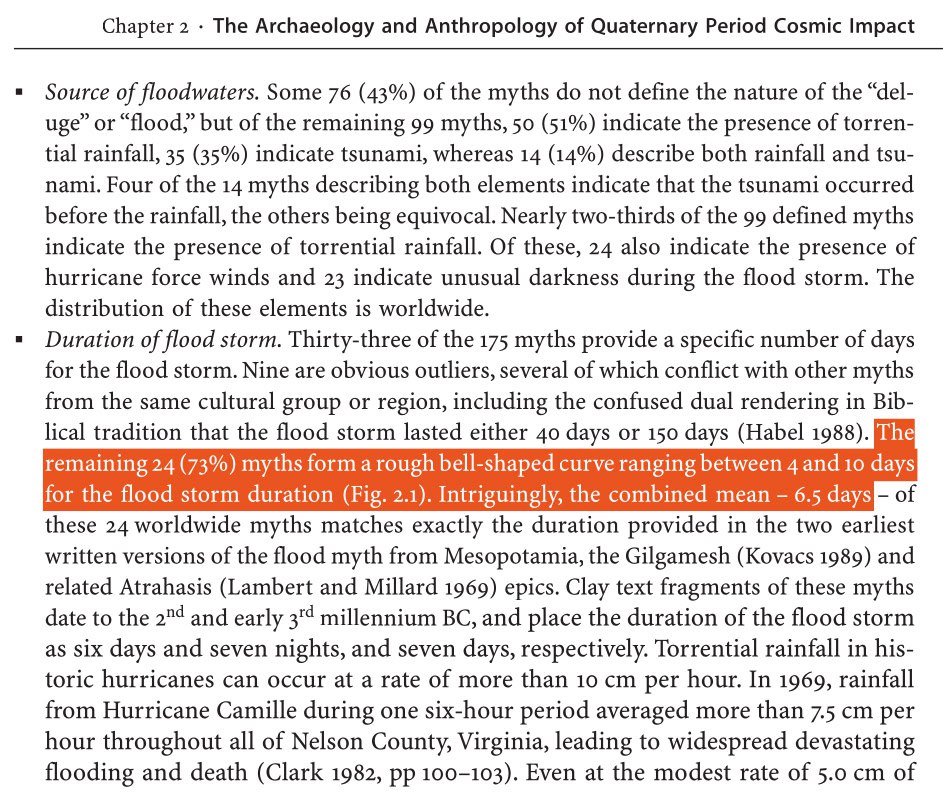 Chapter 2 · The Archaeology and Anthropology of Quaternary Period Cosmic Impact
▪ Source of floodwaters. Some 76 (43%) of the myths do not define the nature of the “del-
uge” or “flood,” but of the remaining 99 myths, 50 (51%) indicate the presence of torren-
tial rainfall, 35 (35%) indicate tsunami, whereas 14 (14%) describe both rainfall and tsu-
nami. Four of the 14 myths describing both elements indicate that the tsunami occurred
before the rainfall, the others being equivocal. Nearly two-thirds of the 99 defined myths
indicate the presence of torrential rainfall. Of these, 24 also indicate the presence of
hurricane force winds and 23 indicate unusual darkness during the flood storm. The
distribution of these elements is worldwide.
▪ Duration of flood storm. Thirty-three of the 175 myths provide a specific number of days
for the flood storm. Nine are obvious outliers, several of which conflict with other myths
from the same cultural group or region, including the confused dual rendering in Bib-
lical tradition that the flood storm lasted either 40 days or 150 days (Habel 1988). The
remaining 24 (73%) myths form a rough bell-shaped curve ranging between 4 and 10 days
for the flood storm duration (Fig. 2.1). Intriguingly, the combined mean – 6.5 days – of
these 24 worldwide myths matches exactly the duration provided in the two earliest
written versions of the flood myth from Mesopotamia, the Gilgamesh (Kovacs 1989) and
related Atrahasis (Lambert and Millard 1969) epics. Clay text fragments of these myths
date to the 2nd and early 3rd millennium BC, and place the duration of the flood storm
as six days and seven nights, and seven days, respectively. Torrential rainfall in his-
toric hurricanes can occur at a rate of more than 10 cm per hour. In 1969, rainfall
from Hurricane Camille during one six-hour period averaged more than 7.5 cm per
hour throughout all of Nelson County, Virginia, leading to widespread devastating
flooding and death (Clark 1982, pp 100–103). Even at the modest rate of 5.0 cm of